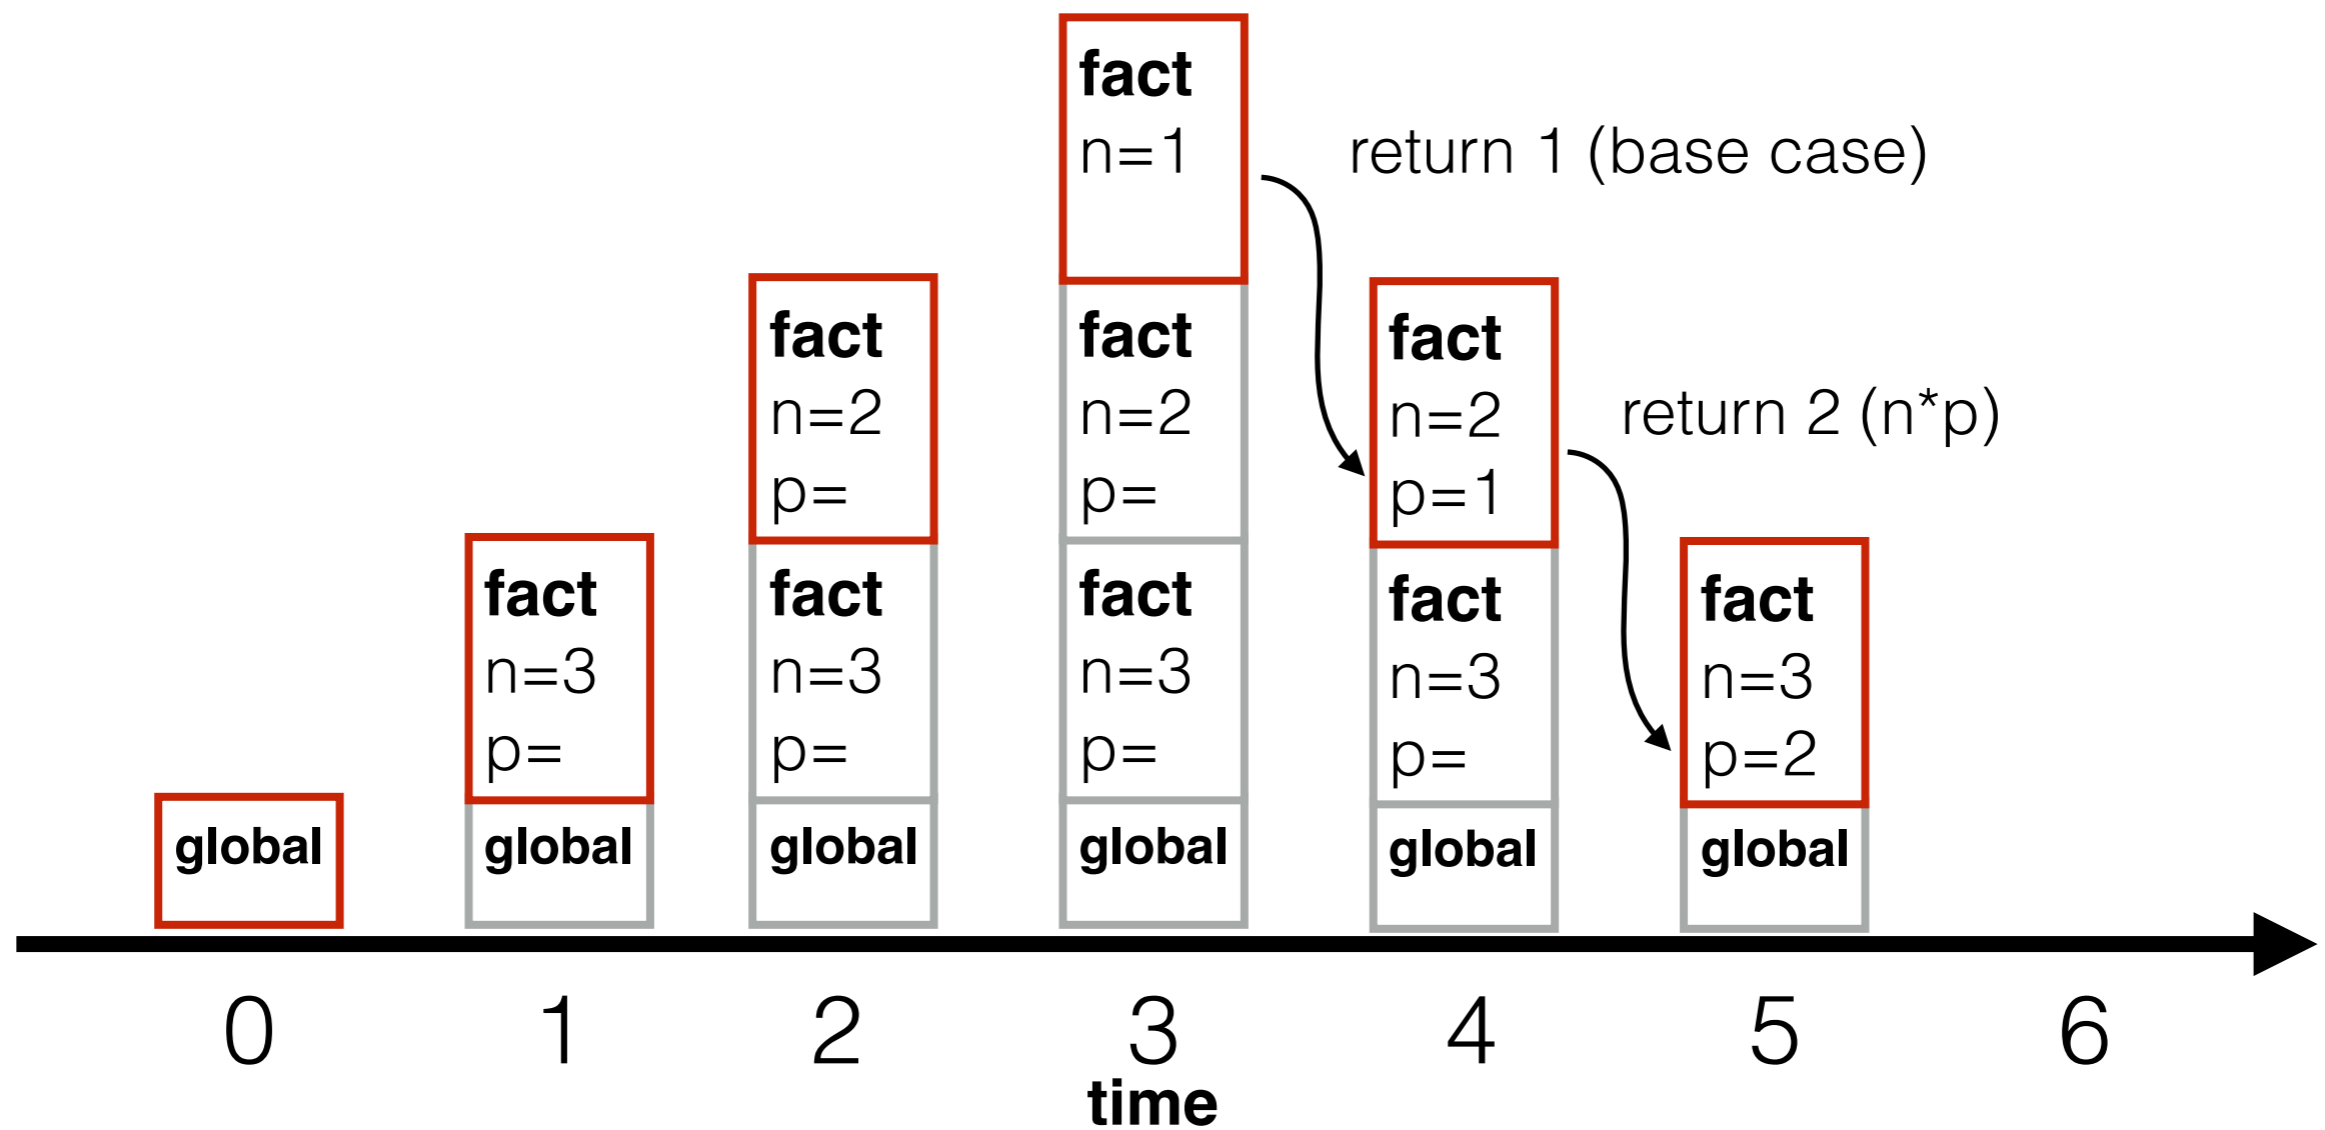 fact
n=1
return 1 (base case)
fact
n=2
p=
fact
n=2
p=
fact
n=2
p=1
return 2 (n*p)
fact
n=3
p=
fact
n=3
p=
fact
n=3
p=
fact
n=3
p=
fact
n=3
p=2
global
global
global
global
global
global
0
1
2
3
4
5
6
time